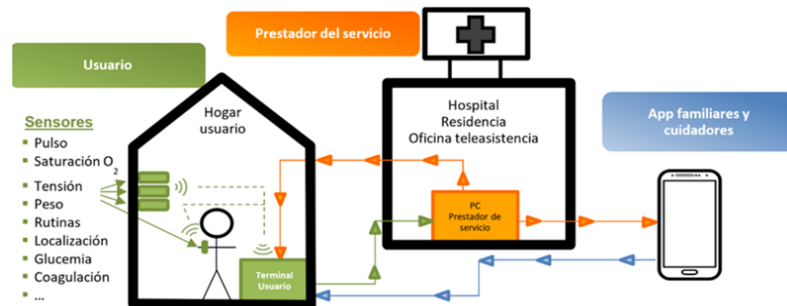 Prestador del servicio
Usuario
App familiares y
cuidadores
Sensores
Pulso
Saturación O2
Tensión
Peso
Rutinas
Localización
Glucemia
Coagulación
...
Hogar
usuario
Terminal
Usuario
Hospital
Residencia
Oficina teleasistencia
PC
Prestador de
servicio